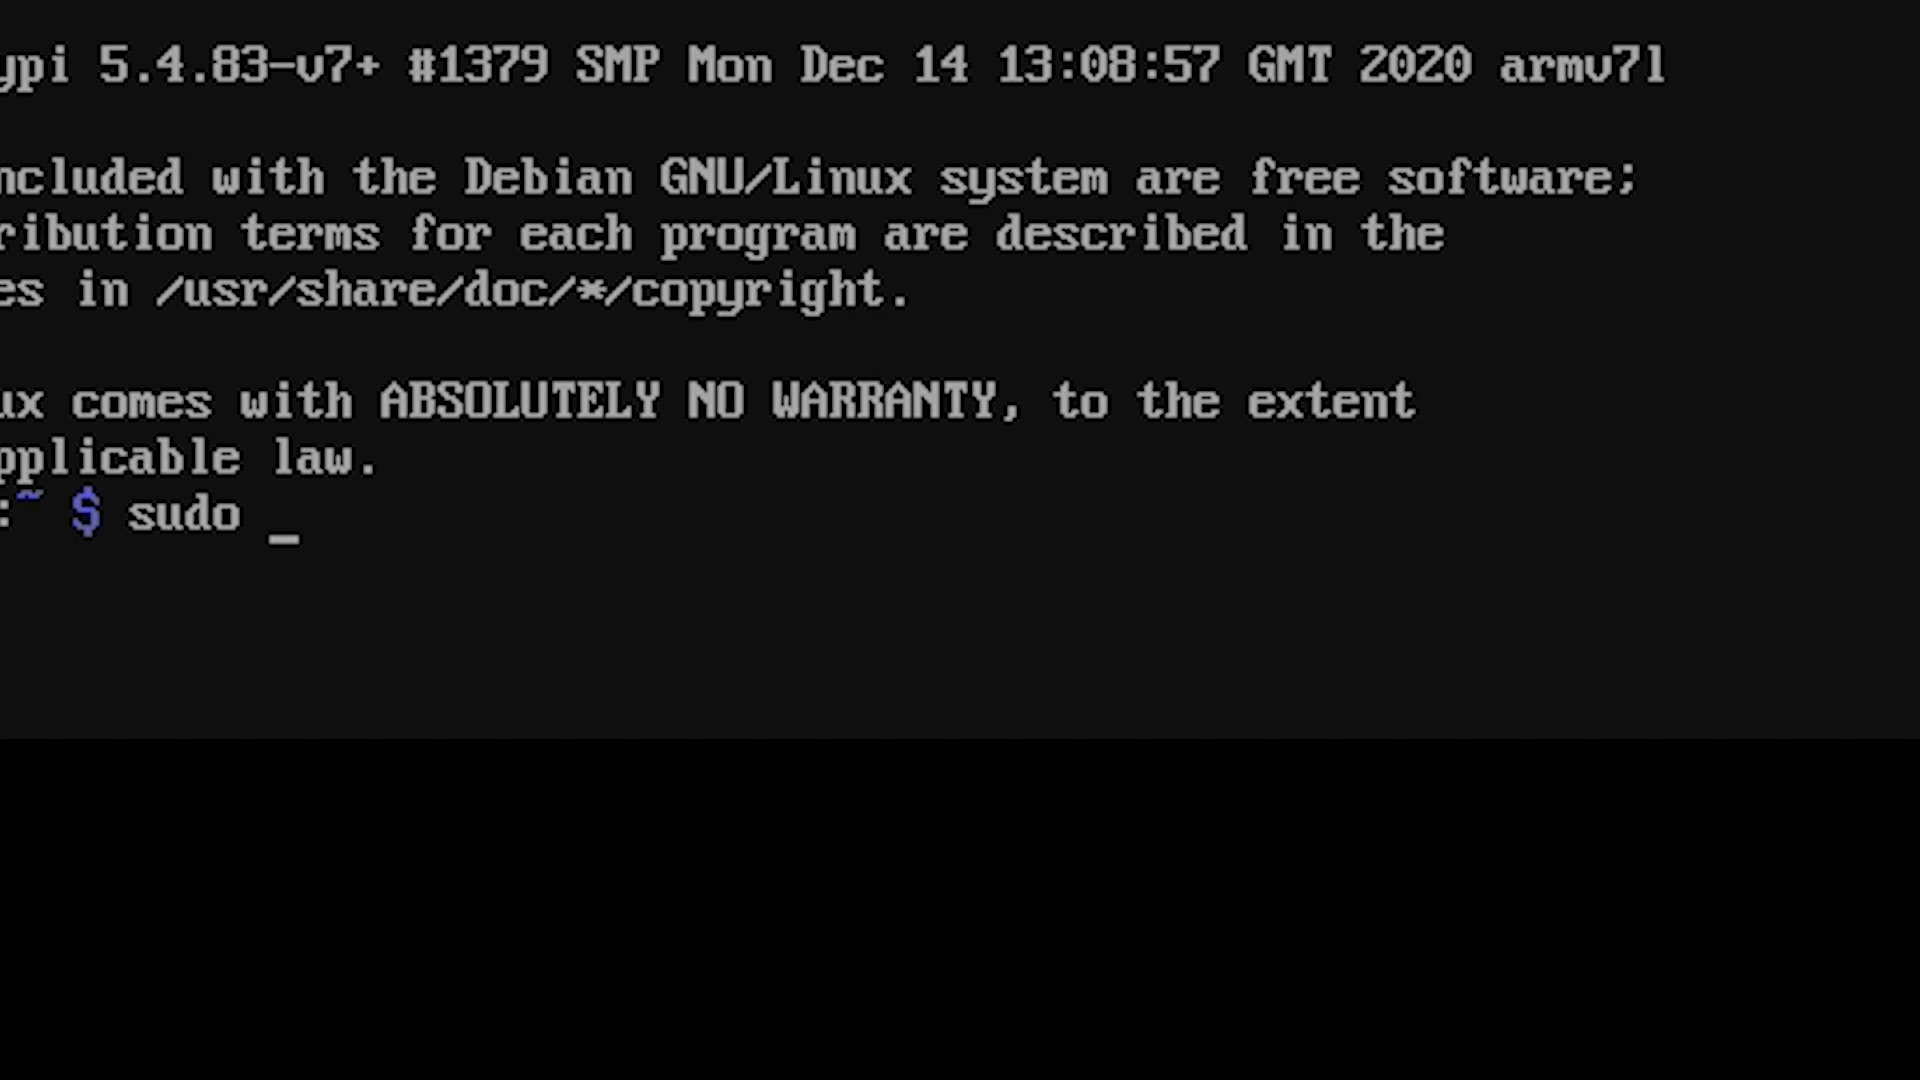 ypi 5.4.83-v7+ #1379 SMP Mon Dec 14 13:08:57 GMT 2020 armv7l
ncluded with the Debian GNU/Linux system are free software;
ribution terms for each program are described in the
es in /usr/share/doc/*/copyright.
ux comes with ABSOLUTELY NO WARRANTY, to the extent
pplicable law.
:~ $ sudo _